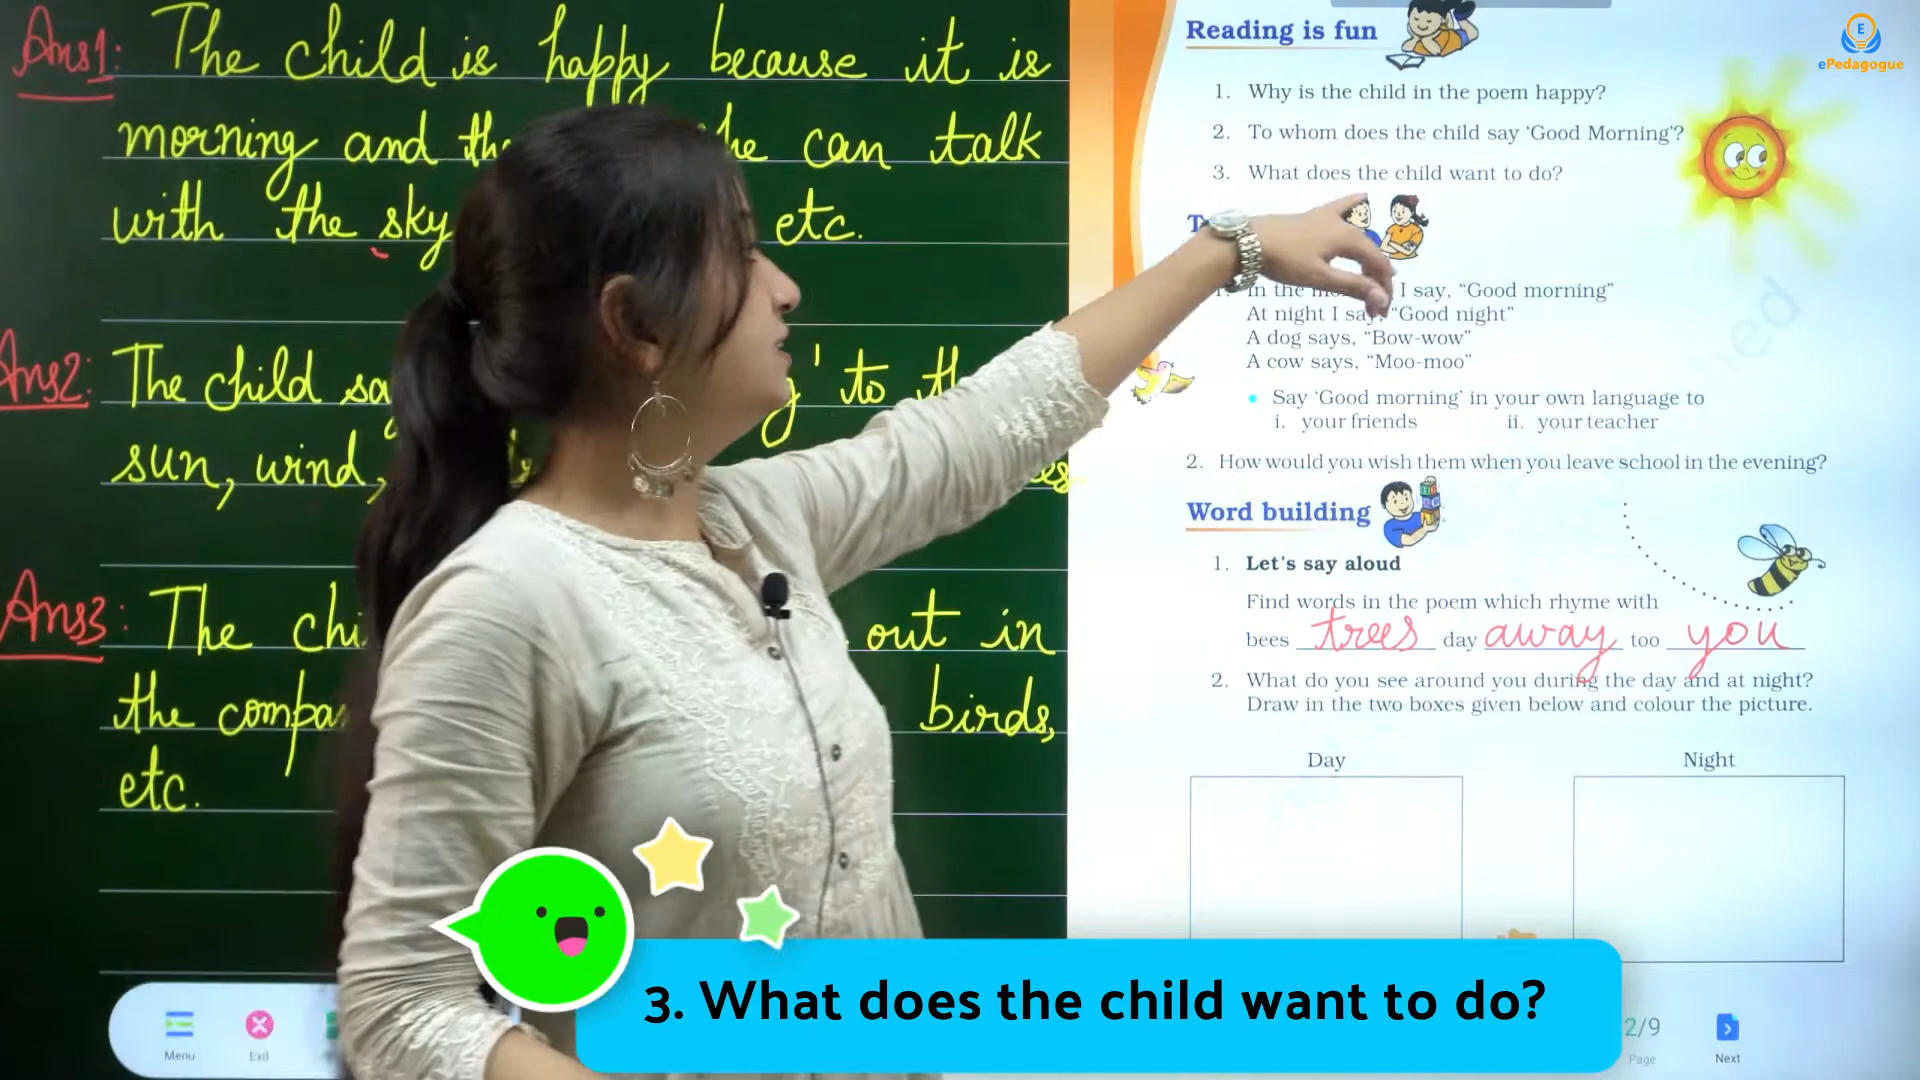 Ans1: The child is happy because it is
morning and the he can talk
with the sky etc.
Ans2: The child say ' to th
sun, wind,
Ans3: The chi out in
the compa birds,
etc.
Reading is fun
1. Why is the child in the poem happy?
2. To whom does the child say ‘Good Morning’?
3. What does the child want to do?
1. In the I say, “Good morning”
At night I say, “Good night”
A dog says, “Bow-wow”
A cow says, “Moo-moo”
• Say ‘Good morning’ in your own language to
i. your friends ii. your teacher
2. How would you wish them when you leave school in the evening?
Word building
1. Let's say aloud
Find words in the poem which rhyme with
bees trees day away too you
2. What do you see around you during the day and at night?
Draw in the two boxes given below and colour the picture.
Day Night
3. What does the child want to do?
Menu Exit
2/9
Page Next
E
ePedagogue